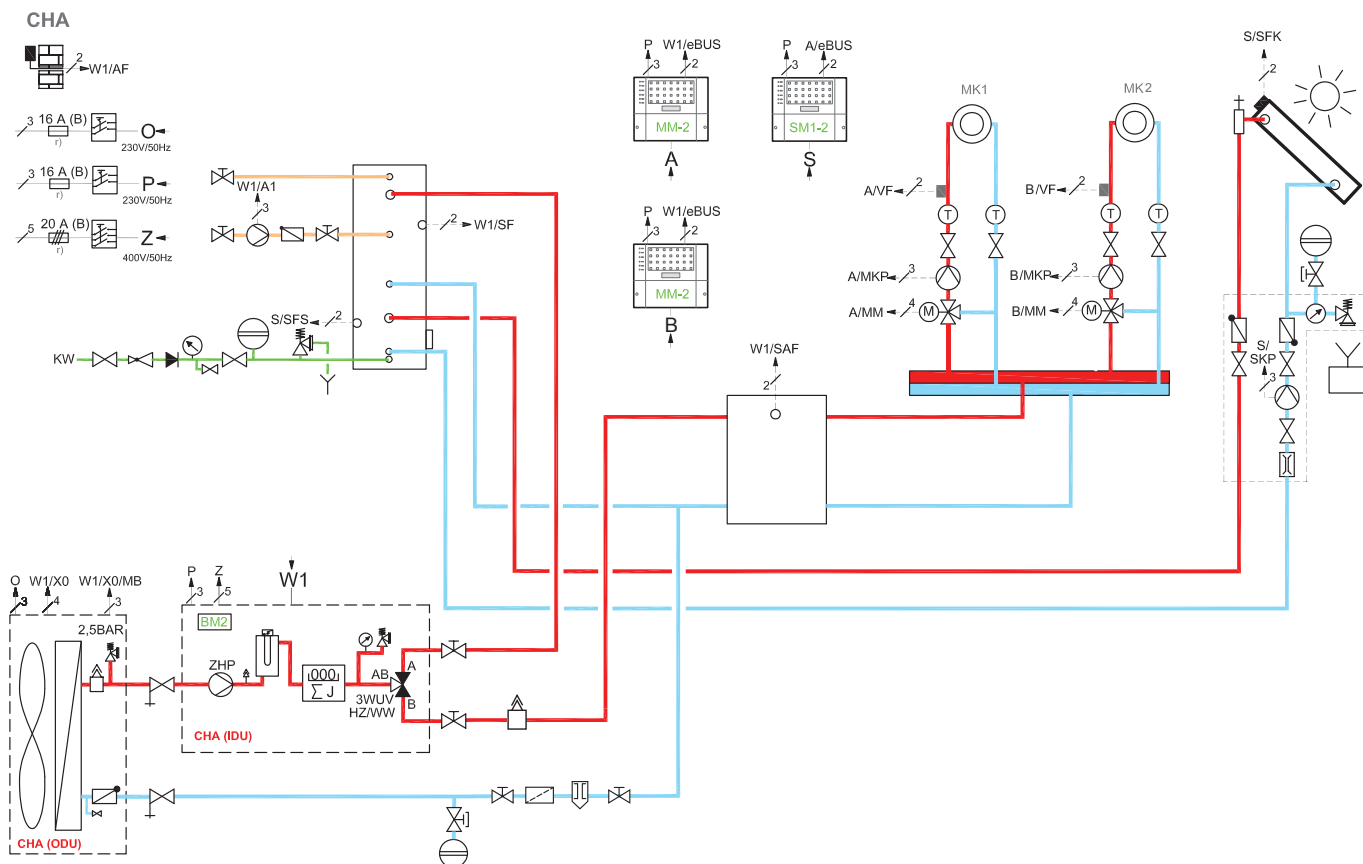 CHA
2
W1/AF
3
16 A (B)
r)
O
230V/50Hz
3
16 A (B)
r)
P
230V/50Hz
5
20 A (B)
r)
Z
400V/50Hz
W1/A1
3
2
W1/SF
S/SFS
2
KW
P
W1/eBUS
3
2
MM-2
A
P
A/eBUS
3
2
SM1-2
S
P
W1/eBUS
3
2
MM-2
B
MK1
MK2
A/VF
2
B/VF
2
T
T
T
T
A/MKP
3
B/MKP
3
A/MM
4
M
B/MM
4
M
S/SFK
2
S/
SKP
3
W1/SAF
2
O
W1/X0
W1/X0/MB
3
4
3
2,5BAR
CHA (ODU)
P
Z
3
5
W1
BM2
ZHP
000
Σ J
AB
A
B
3WUV
HZ/WW
CHA (IDU)